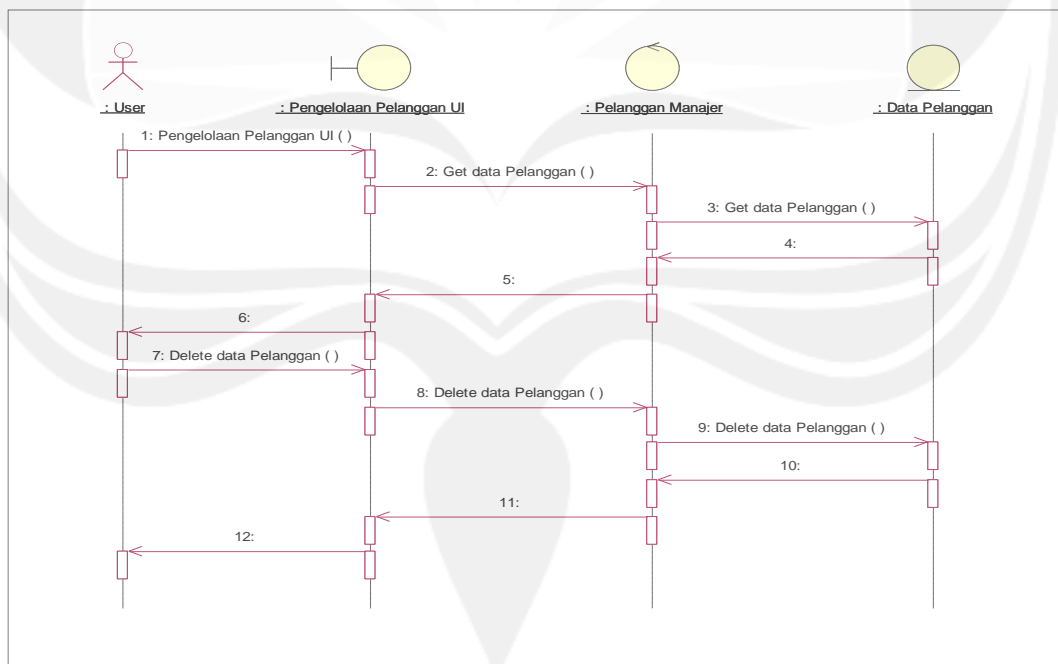 : User
: Pengelolaan Pelanggan UI
: Pelanggan Manajer
: Data Pelanggan
1: Pengelolaan Pelanggan UI ( )
2: Get data Pelanggan ( )
3: Get data Pelanggan ( )
4:
5:
6:
7: Delete data Pelanggan ( )
8: Delete data Pelanggan ( )
9: Delete data Pelanggan ( )
10:
11:
12: